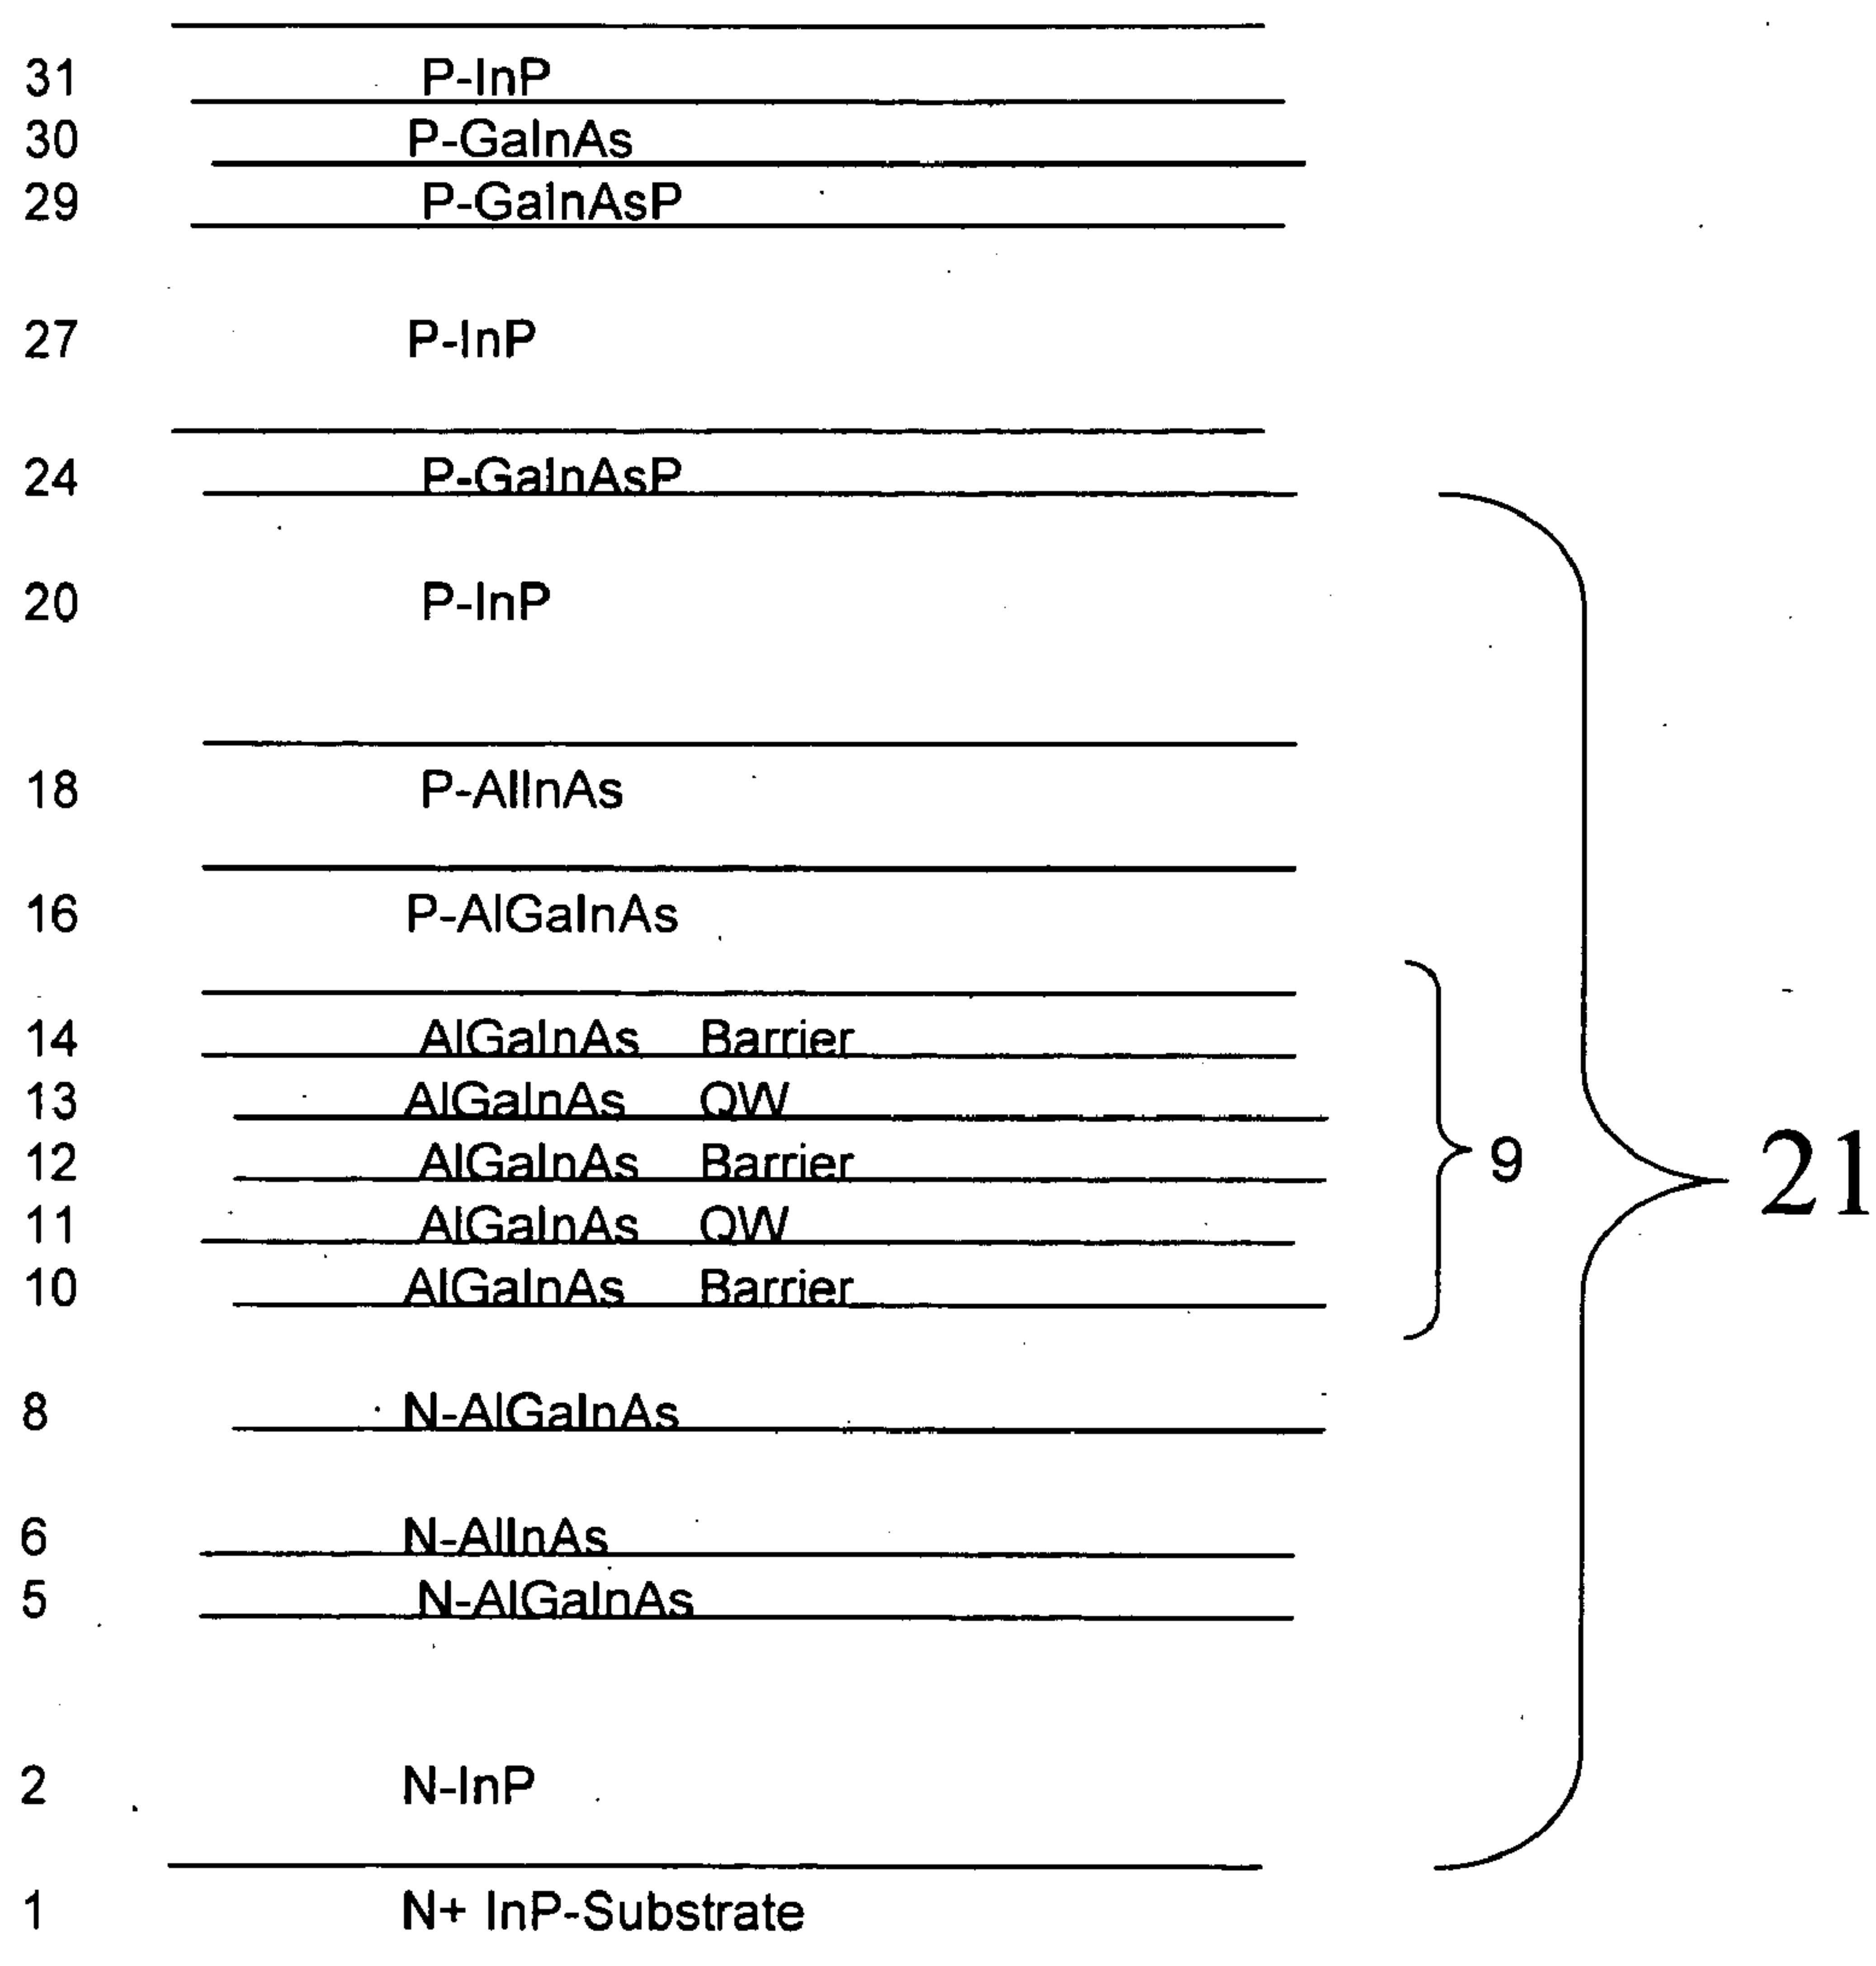 31 P-InP
30 P-GaInAs
29 P-GaInAsP
27 P-InP
24 P-GaInAsP
20 P-InP
18 P-AlInAs
16 P-AlGaInAs
14 AlGaInAs Barrier
13 AlGaInAs QW
12 AlGaInAs Barrier
9
21
11 AlGaInAs QW
10 AlGaInAs Barrier
8 N-AlGaInAs
6 N-AlInAs
5 N-AlGaInAs
2 N-InP
1 N+ InP-Substrate